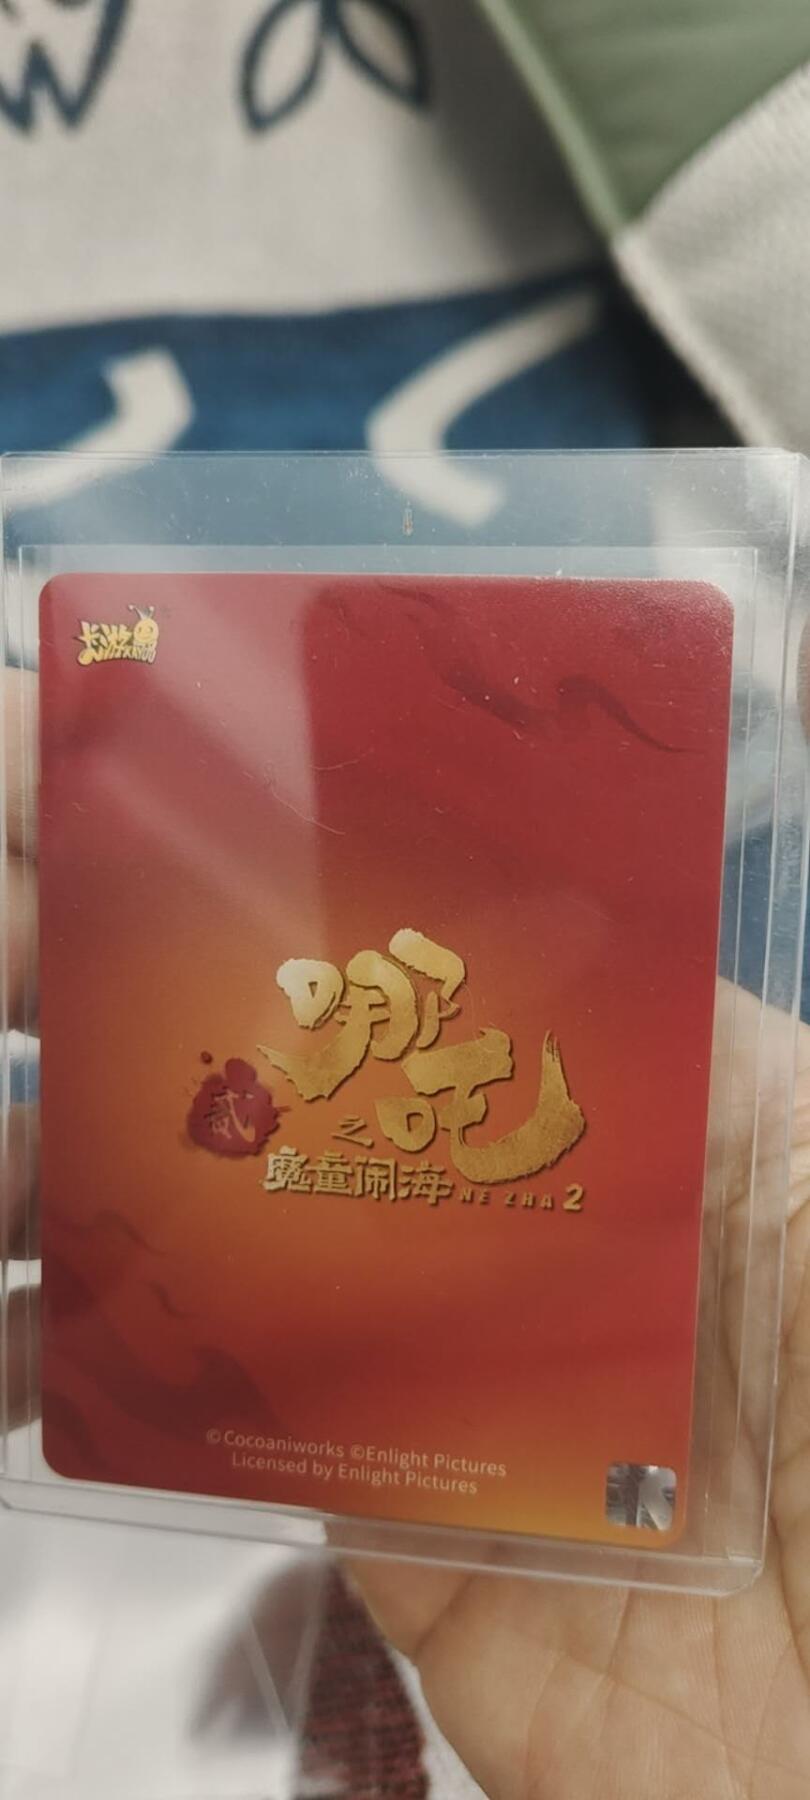 卡游 KAYOU
哪吒
贰
之
魔童闹海 NE ZHA 2
© Cocoaniworks ©Enlight Pictures
Licensed by Enlight Pictures